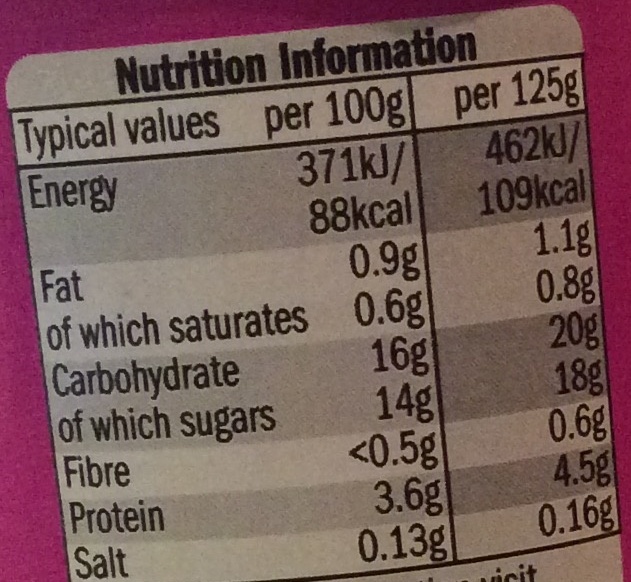 Nutrition Information
Typical values per 100g per 125g
Energy 371kJ/ 462kJ/
88kcal 109kcal
Fat 0.9g 1.1g
of which saturates 0.6g 0.8g
Carbohydrate 16g 20g
of which sugars 14g 18g
Fibre <0.5g 0.6g
Protein 3.6g 4.5g
Salt 0.13g 0.16g